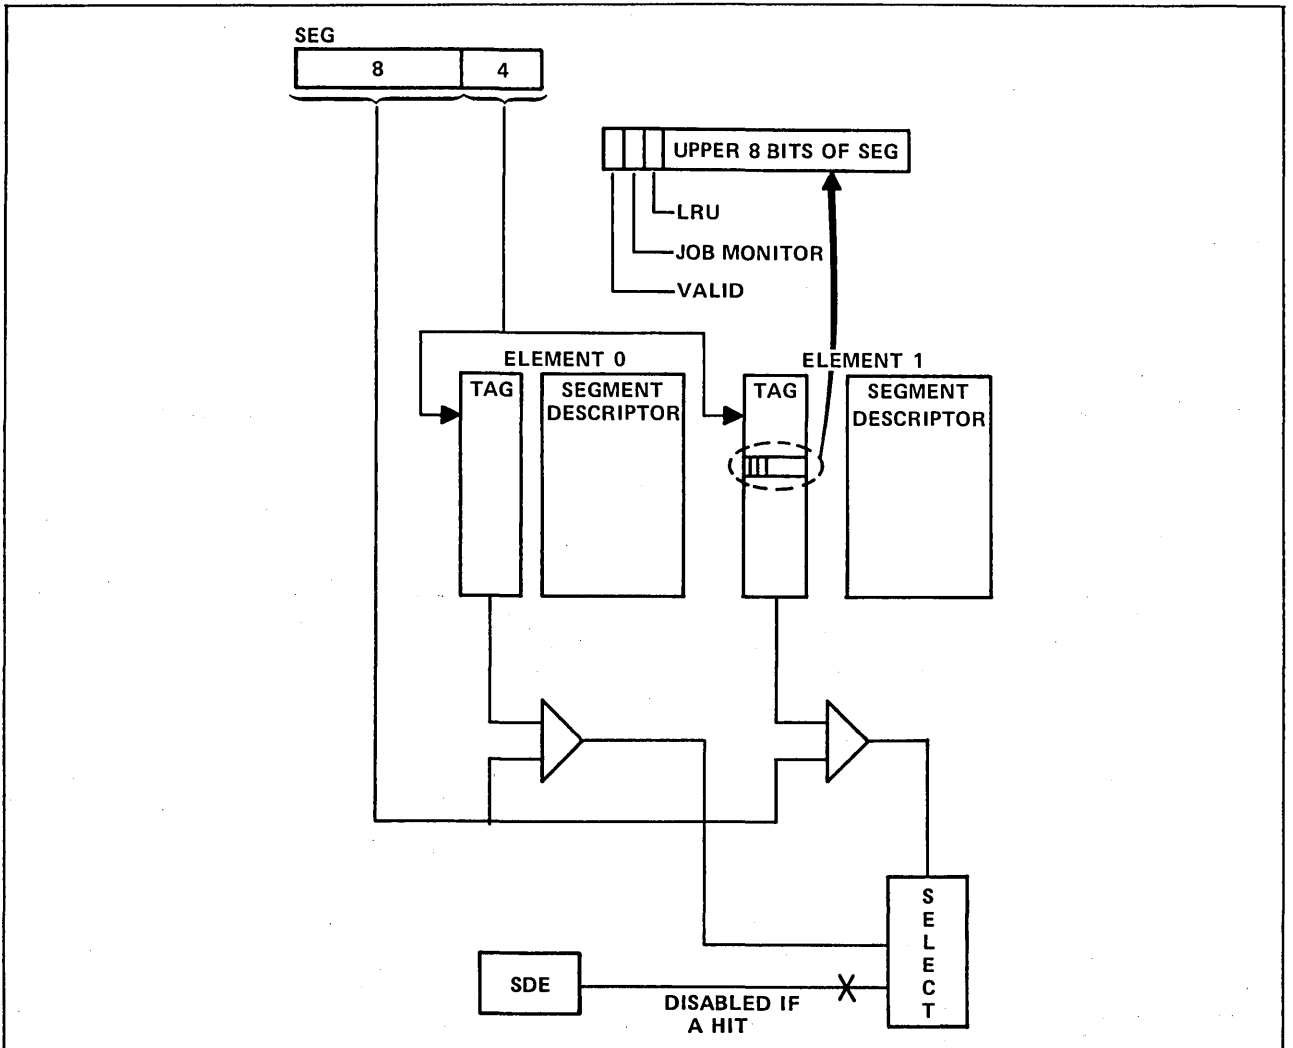 SEG
8 4
UPPER 8 BITS OF SEG
LRU
JOB MONITOR
VALID
ELEMENT 0
ELEMENT 1
TAG
SEGMENT
DESCRIPTOR
TAG
SEGMENT
DESCRIPTOR
SELECT
SDE
DISABLED IF
A HIT